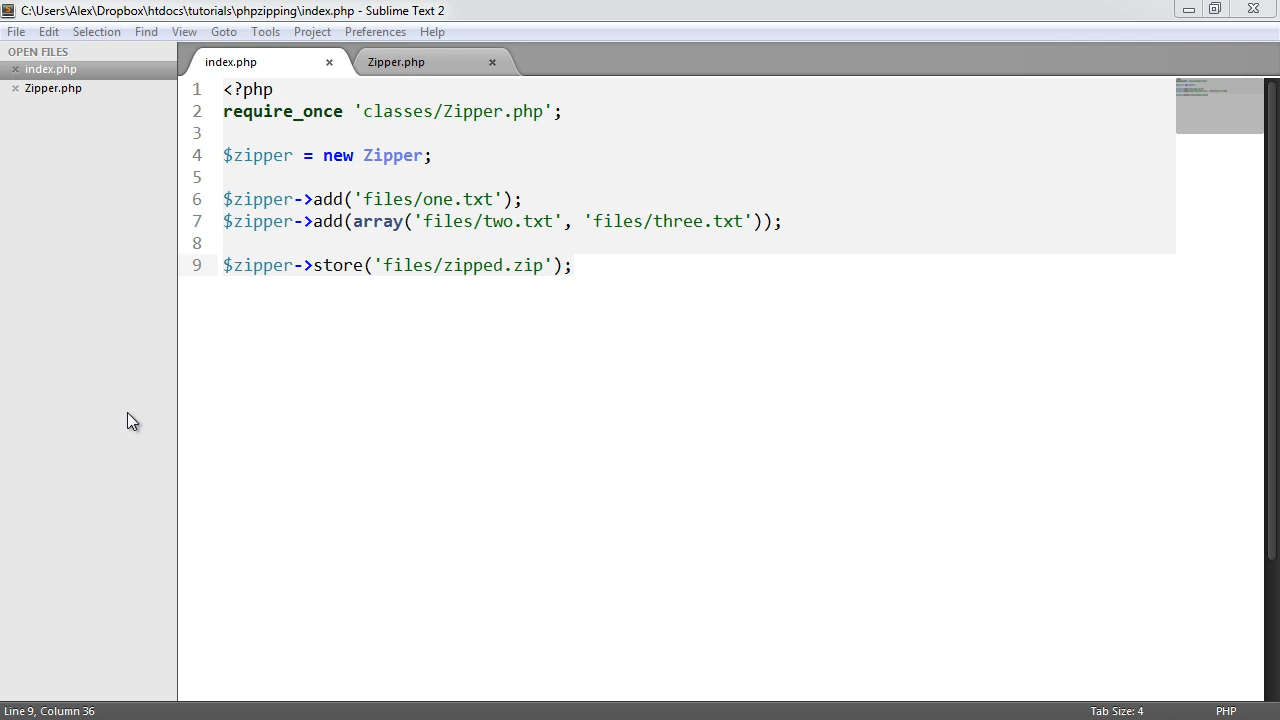 C:\Users\Alex\Dropbox\htdocs\tutorials\phpzipping\index.php - Sublime Text 2
File Edit Selection Find View Goto Tools Project Preferences Help
OPEN FILES
index.php
Zipper.php
index.php Zipper.php
1 <?php
2 require_once 'classes/Zipper.php';
3
4 $zipper = new Zipper;
5
6 $zipper->add('files/one.txt');
7 $zipper->add(array('files/two.txt', 'files/three.txt'));
8
9 $zipper->store('files/zipped.zip');
Line 9, Column 36 Tab Size: 4 PHP